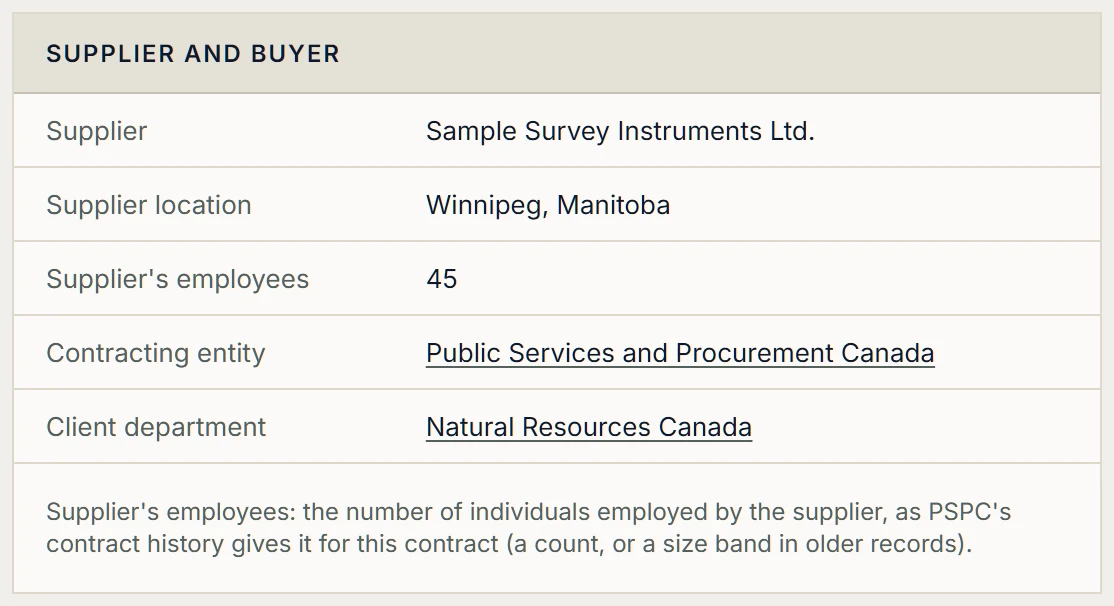 SUPPLIER AND BUYER
Supplier Sample Survey Instruments Ltd.
Supplier location Winnipeg, Manitoba
Supplier's employees 45
Contracting entity Public Services and Procurement Canada
Client department Natural Resources Canada
Supplier's employees: the number of individuals employed by the supplier, as PSPC's
contract history gives it for this contract (a count, or a size band in older records).